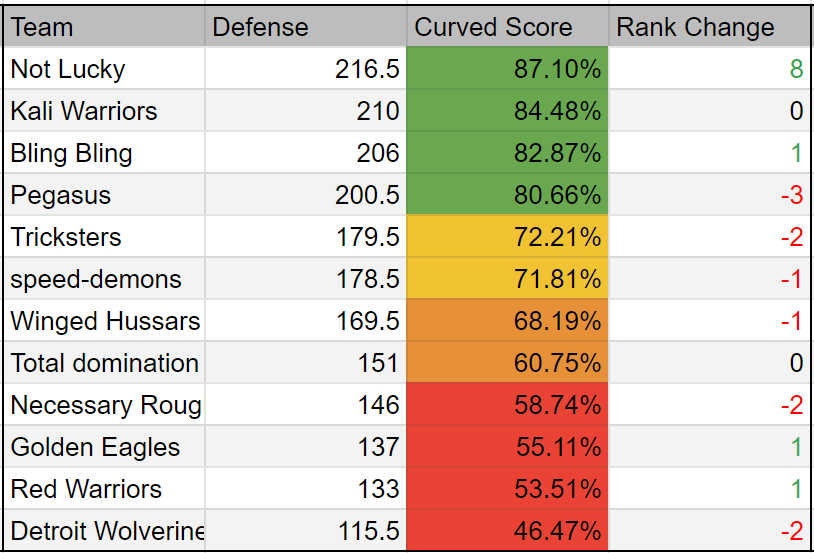 Team Defense Curved Score Rank Change
Not Lucky 216.5 87.10% 8
Kali Warriors 210 84.48% 0
Bling Bling 206 82.87% 1
Pegasus 200.5 80.66% -3
Tricksters 179.5 72.21% -2
speed-demons 178.5 71.81% -1
Winged Hussars 169.5 68.19% -1
Total domination 151 60.75% 0
Necessary Roug 146 58.74% -2
Golden Eagles 137 55.11% 1
Red Warriors 133 53.51% 1
Detroit Wolverine 115.5 46.47% -2